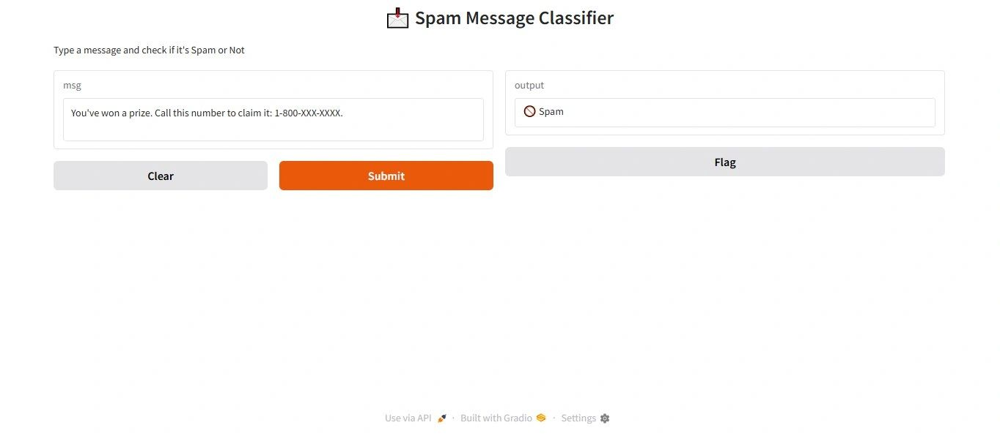 📩 Spam Message Classifier
Type a message and check if it's Spam or Not
msg
You've won a prize. Call this number to claim it: 1-800-XXX-XXXX.
Clear
Submit
output
🚫 Spam
Flag
Use via API 🚀 · Built with Gradio · Settings ⚙️